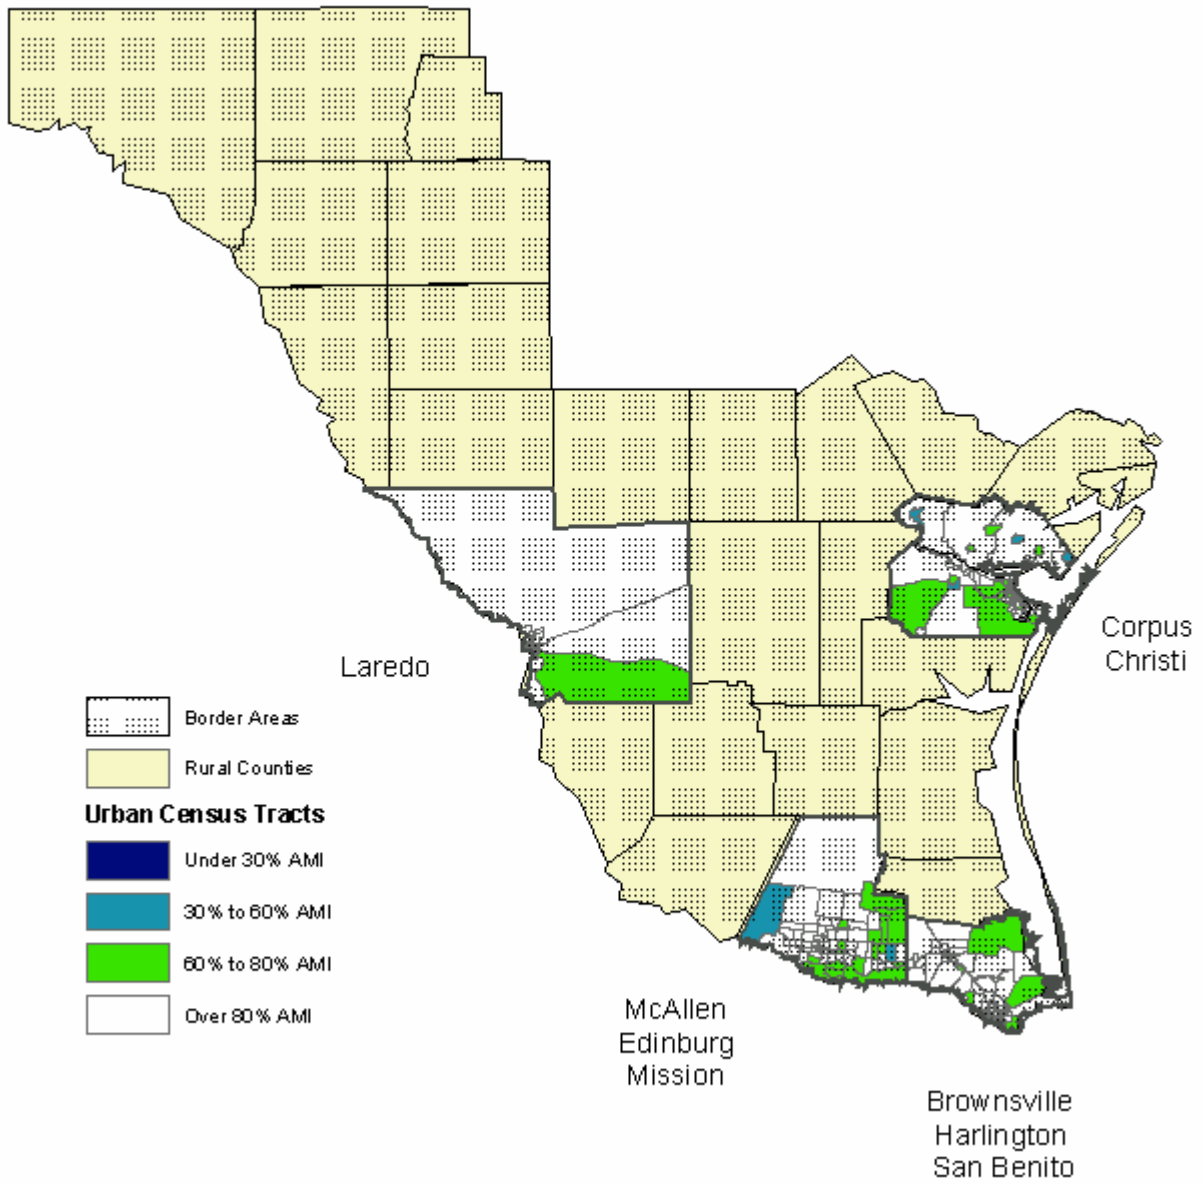 Corpus
Christi
Laredo
Border Areas
Rural Counties
Urban Census Tracts
Under 30% AMI
30% to 60% AMI
60% to 80% AMI
Over 80% AMI
McAllen
Edinburg
Mission
Brownsville
Harlington
San Benito